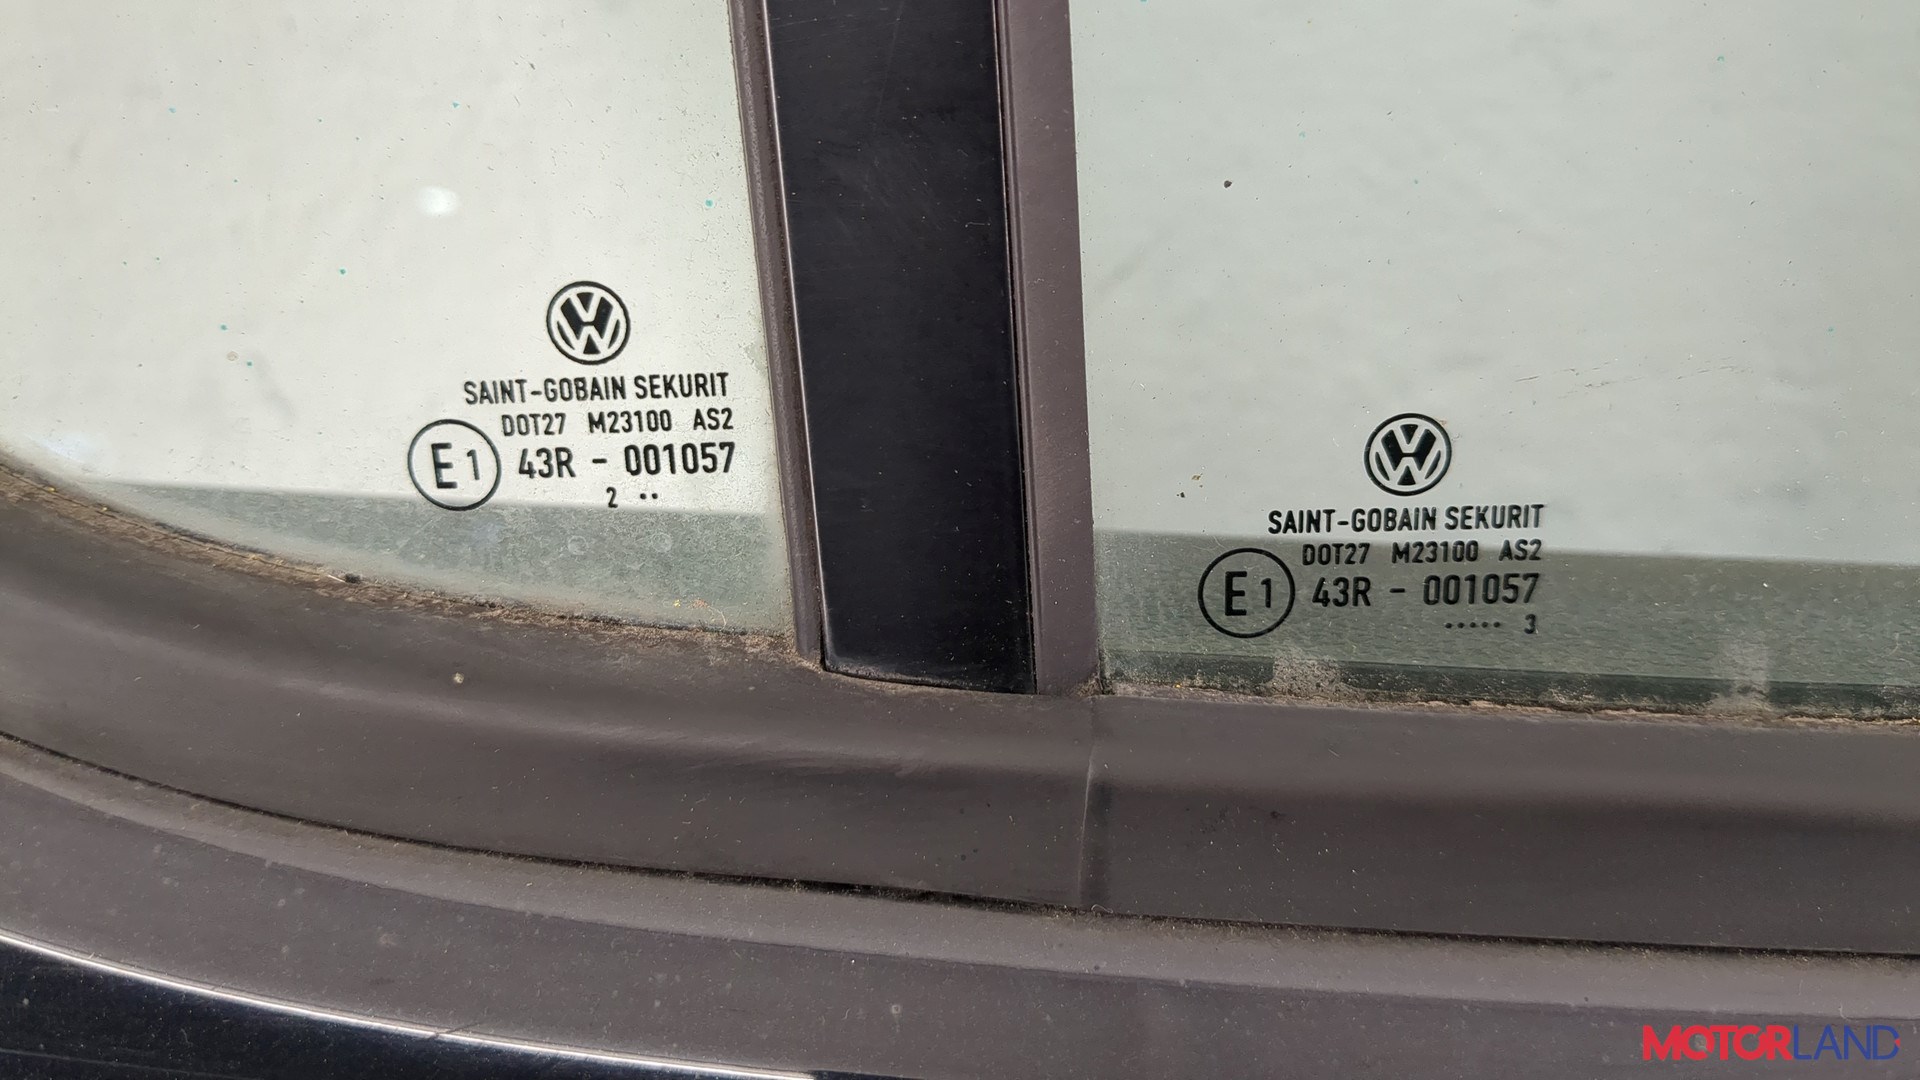 SAINT-GOBAIN SEKURIT
DOT27 M23100 AS2
E1 43R - 001057
2 ··
SAINT-GOBAIN SEKURIT
DOT27 M23100 AS2
E1 43R - 001057
····· 3
MOTORLAND